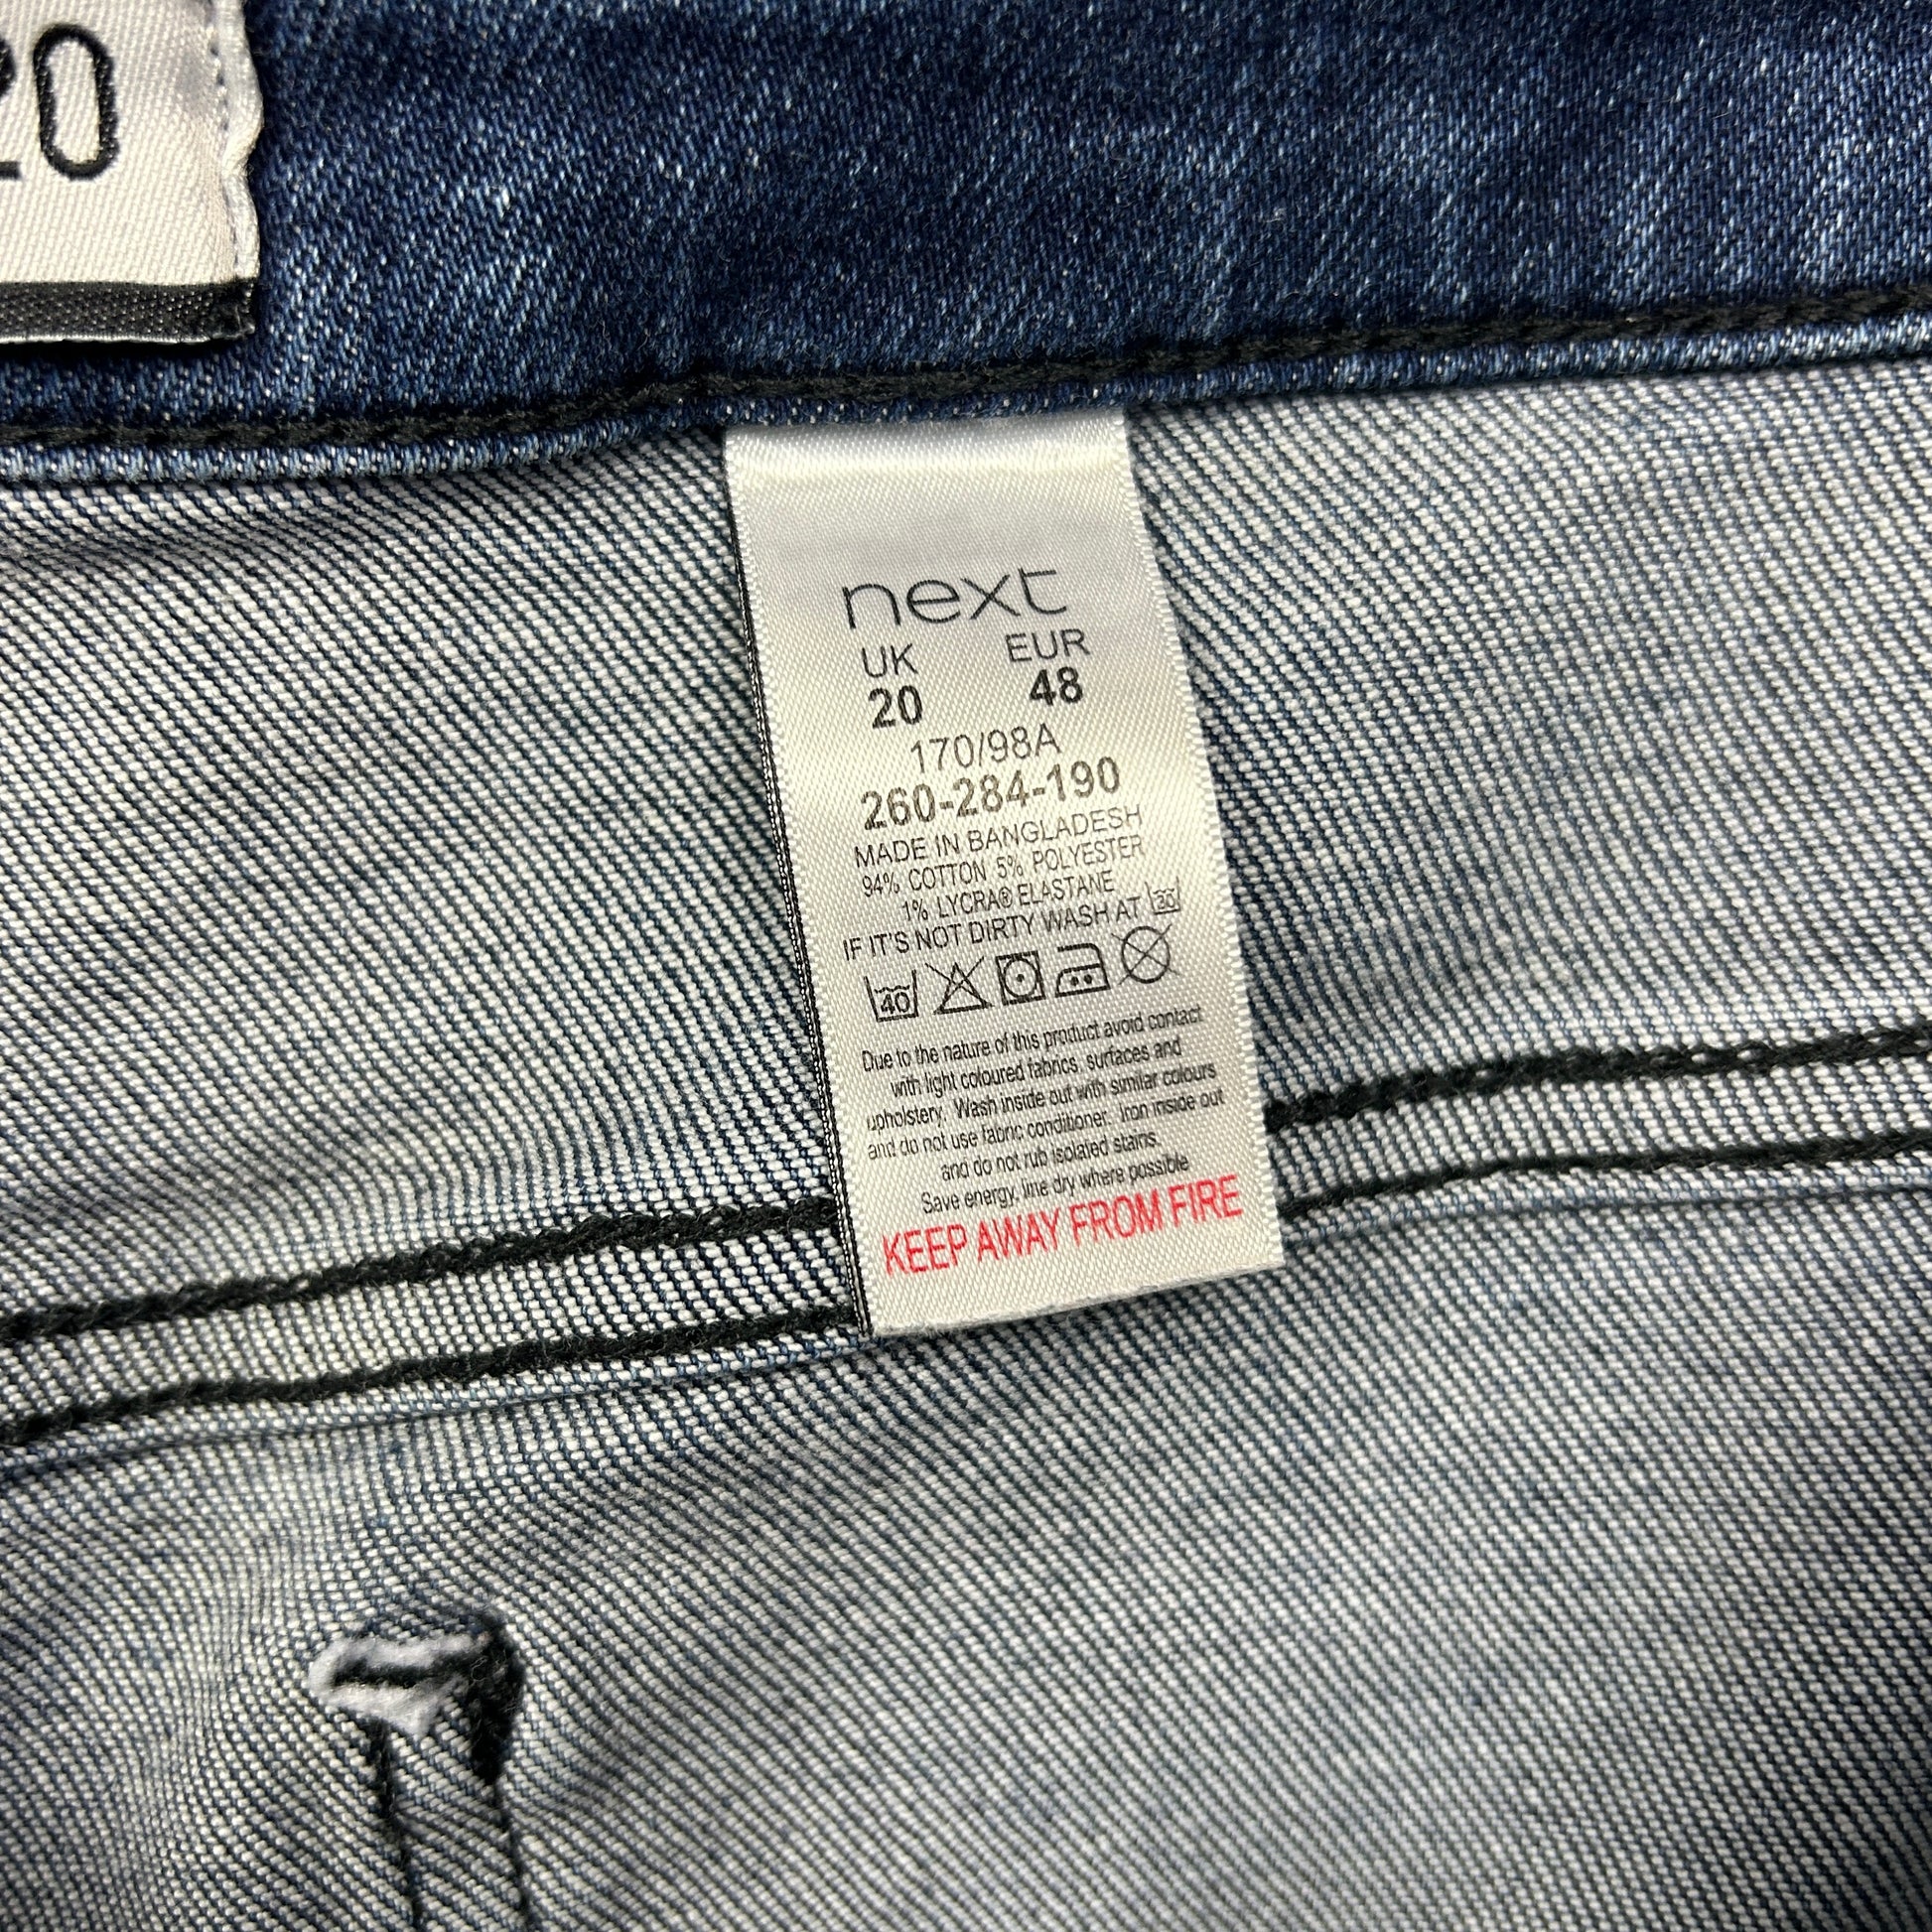 20
next
UK EUR
20 48
170/98A
260-284-190
MADE IN BANGLADESH
94% COTTON 5% POLYESTER
1% LYCRA® ELASTANE
IF IT'S NOT DIRTY WASH AT 30
40
Due to the nature of this product avoid contact
with light coloured fabrics, surfaces and
upholstery. Wash inside out with similar colours
and do not use fabric conditioner. Iron inside out
and do not rub isolated stains.
Save energy, line dry where possible
KEEP AWAY FROM FIRE